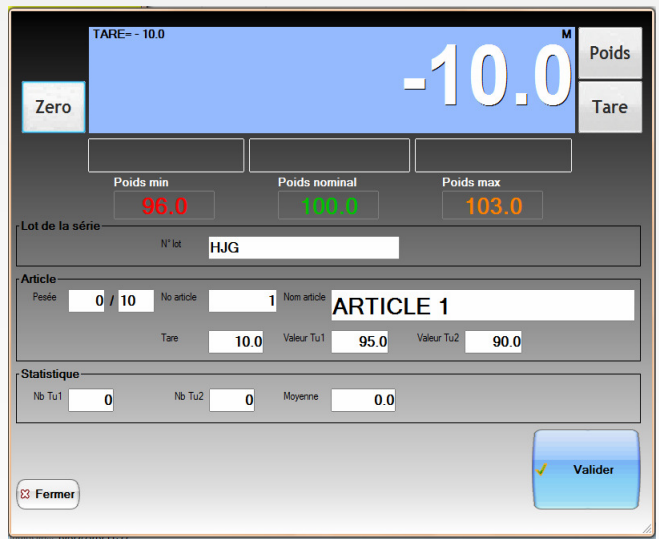 TARE= - 10.0
M
-10.0
Poids
Zero
Tare
Poids min
Poids nominal
Poids max
96.0
100.0
103.0
Lot de la série
N° lot
HJG
Article
Pesée
0 / 10
No article
1
Nom article
ARTICLE 1
Tare
10.0
Valeur Tu1
95.0
Valeur Tu2
90.0
Statistique
Nb Tu1
0
Nb Tu2
0
Moyenne
0.0
Valider
Fermer